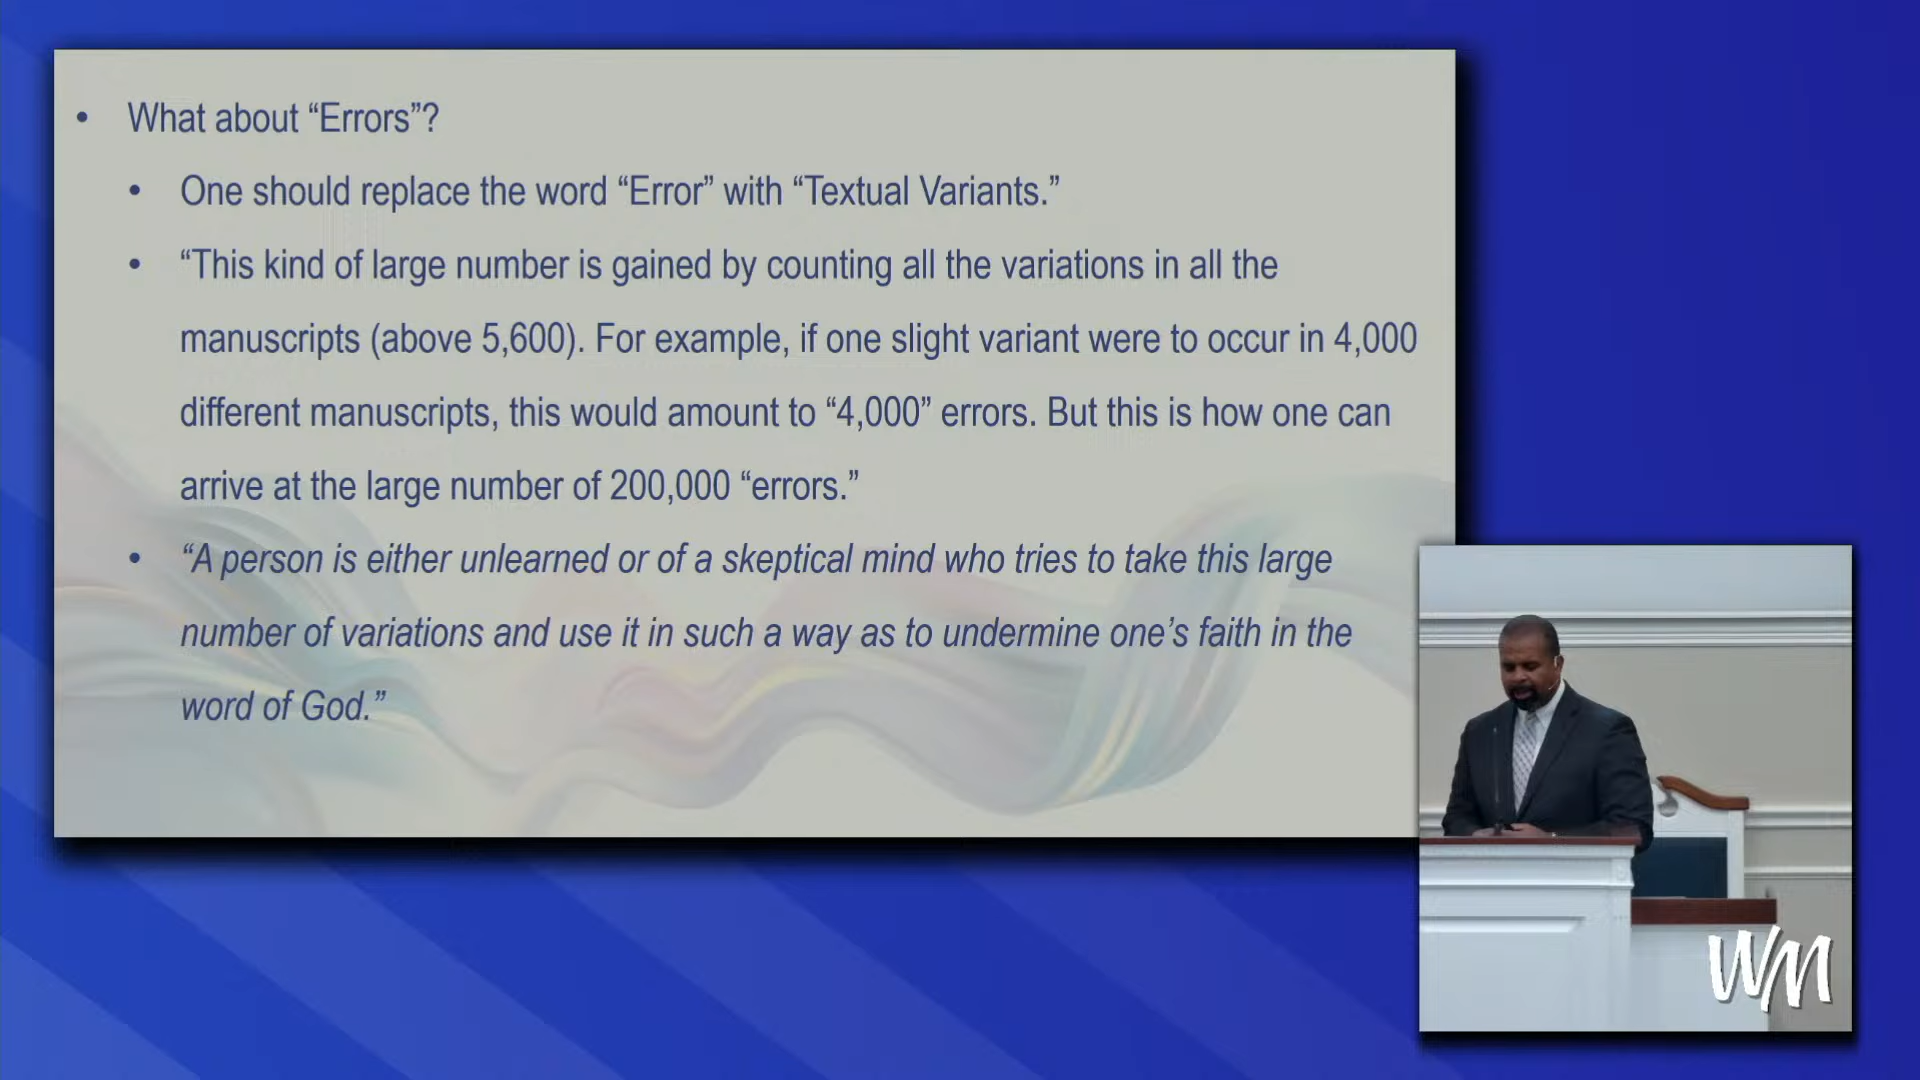 • What about “Errors”?
• One should replace the word “Error” with “Textual Variants.”
• “This kind of large number is gained by counting all the variations in all the
manuscripts (above 5,600). For example, if one slight variant were to occur in 4,000
different manuscripts, this would amount to “4,000” errors. But this is how one can
arrive at the large number of 200,000 “errors.”
• “A person is either unlearned or of a skeptical mind who tries to take this large
number of variations and use it in such a way as to undermine one’s faith in the
word of God.”
WM